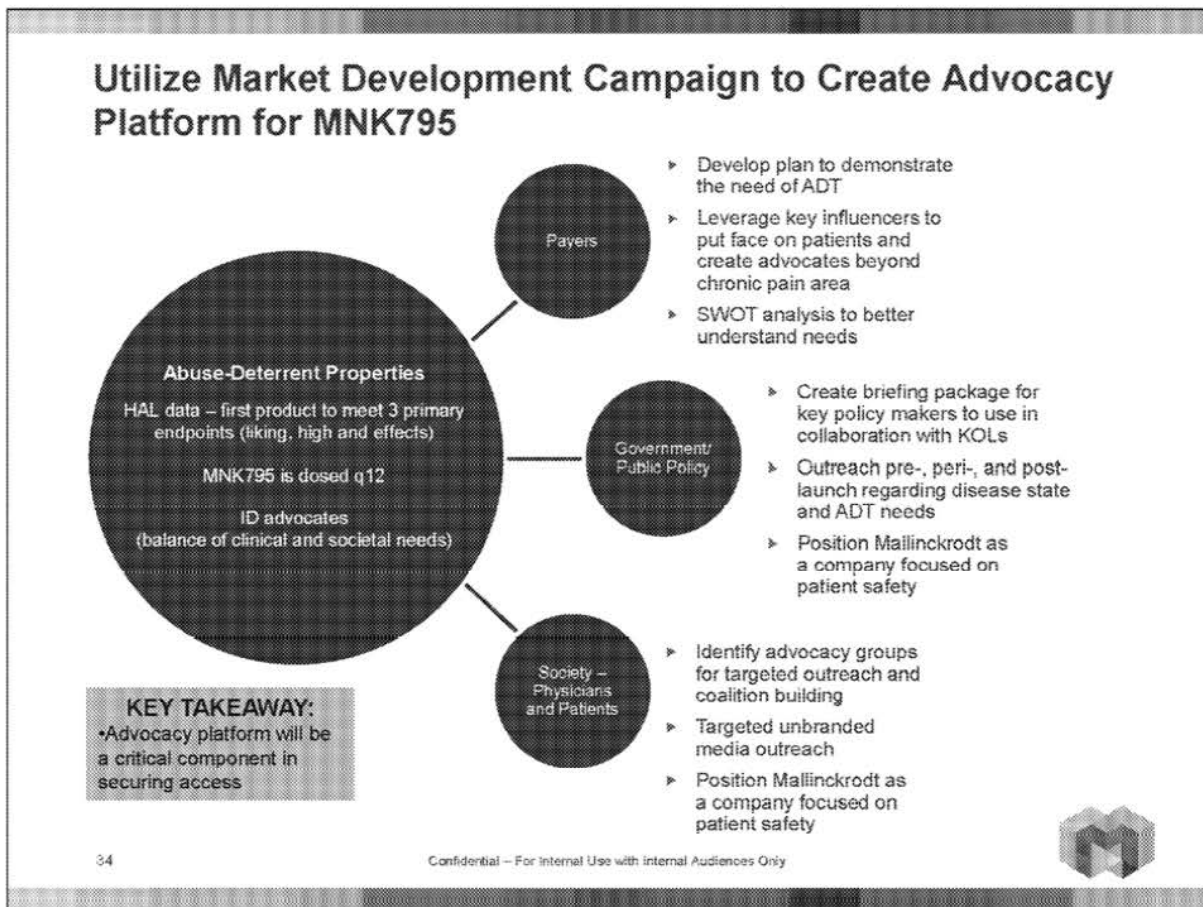 Utilize Market Development Campaign to Create Advocacy
Platform for MNK795
Payers
Develop plan to demonstrate
the need of ADT
Leverage key influencers to
put face on patients and
create advocates beyond
chronic pain area
SWOT analysis to better
understand needs
Abuse-Deterrent Properties
HAL data – first product to meet 3 primary
endpoints (liking, high and effects)
MNK795 is dosed q12
ID advocates
(balance of clinical and societal needs)
Government/
Public Policy
Create briefing package for
key policy makers to use in
collaboration with KOLs
Outreach pre-, peri-, and post-
launch regarding disease state
and ADT needs
Position Mallinckrodt as
a company focused on
patient safety
Society –
Physicians
and Patients
Identify advocacy groups
for targeted outreach and
coalition building
Targeted unbranded
media outreach
Position Mallinckrodt as
a company focused on
patient safety
KEY TAKEAWAY:
•Advocacy platform will be
a critical component in
securing access
34
Confidential – For Internal Use with Internal Audiences Only